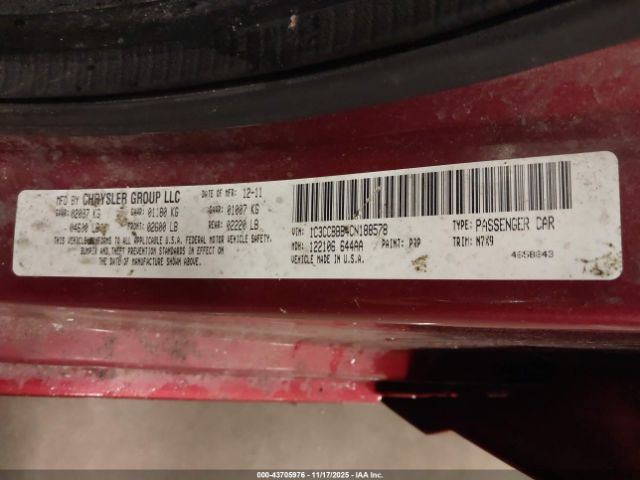 MFD BY CHRYSLER GROUP LLC DATE OF MFR: 12-11
GVWR: 02087 KG GAWR: 01180 KG GAWR: 01007 KG
04600 LB FRONT: 02600 LB REAR: 02220 LB
THIS VEHICLE CONFORMS TO ALL APPLICABLE U.S.A. FEDERAL MOTOR VEHICLE SAFETY,
BUMPER AND THEFT PREVENTION STANDARDS IN EFFECT ON
THE DATE OF MANUFACTURE SHOWN ABOVE.
VIN: 1C3CCBBB4CN188578 TYPE: PASSENGER CAR
MDH: 122106 644AA PAINT: PRP TRIM: M7X9
VEHICLE MADE IN U.S.A. 4658843
000-43705976 - 11/17/2025 - IAA Inc.